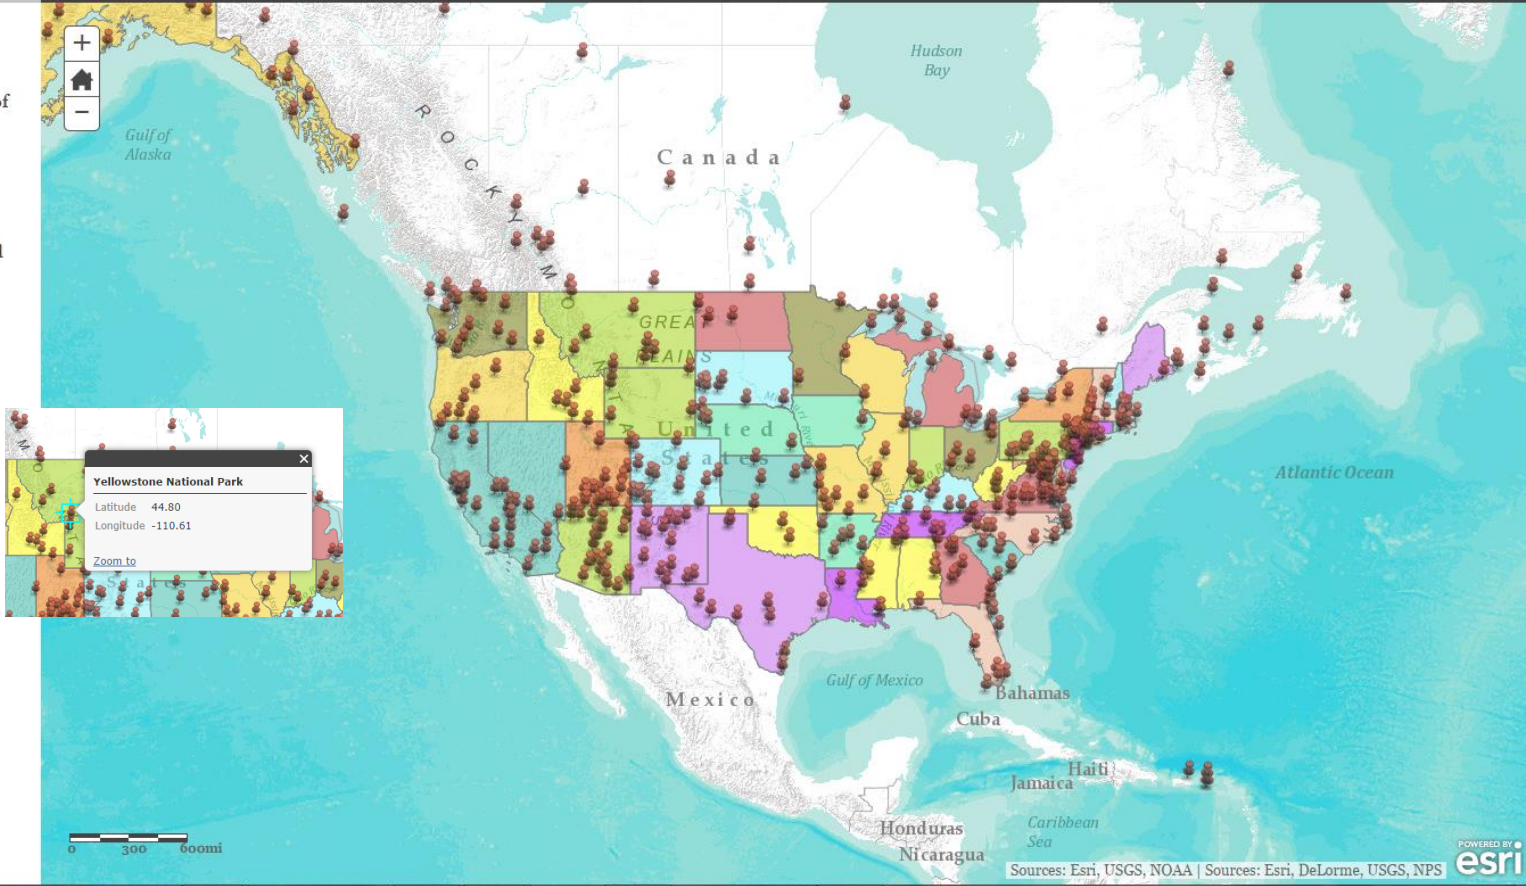 +
−
of
Hudson
Bay
Gulf of
Alaska
Canada
ROCKY M O
GREAT
PLAINS
United
States
Atlantic Ocean
×
Yellowstone National Park
Latitude 44.80
Longitude -110.61
Zoom to
States
Gulf of Mexico
Mexico
Bahamas
Cuba
Haiti
Jamaica
Caribbean
Sea
Honduras
Nicaragua
0 300 600mi
Sources: Esri, USGS, NOAA | Sources: Esri, DeLorme, USGS, NPS
POWERED BY
esri